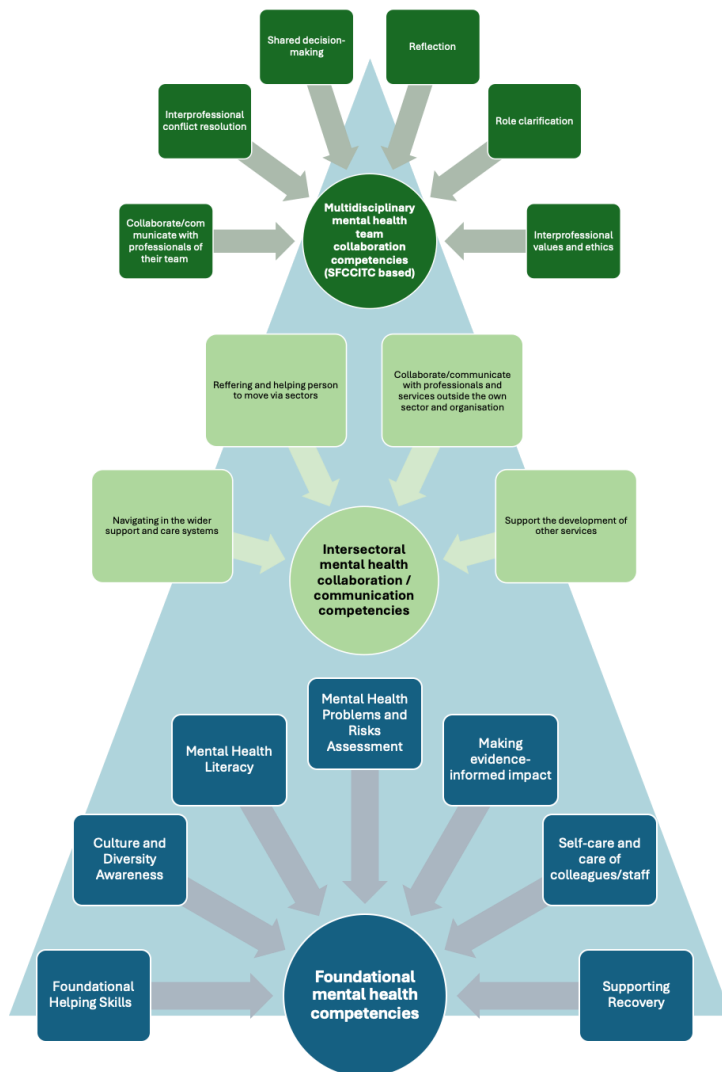 Shared decision-
making
Reflection
Interprofessional
conflict resolution
Role clarification
Collaborate/com
municate with
professionals of
their team
Multidisciplinary
mental health
team
collaboration
competencies
(SFCCITC based)
Interprofessional
values and ethics
Reffering and helping person
to move via sectors
Collaborate/communicate
with professionals and
services outside the own
sector and organisation
Navigating in the wider
support and care systems
Support the development of
other services
Intersectoral
mental health
collaboration /
communication
competencies
Mental Health
Problems and
Risks
Assessment
Mental Health
Literacy
Making
evidence-
informed impact
Culture and
Diversity
Awareness
Self-care and
care of
colleagues/staff
Foundational
Helping Skills
Foundational
mental health
competencies
Supporting
Recovery